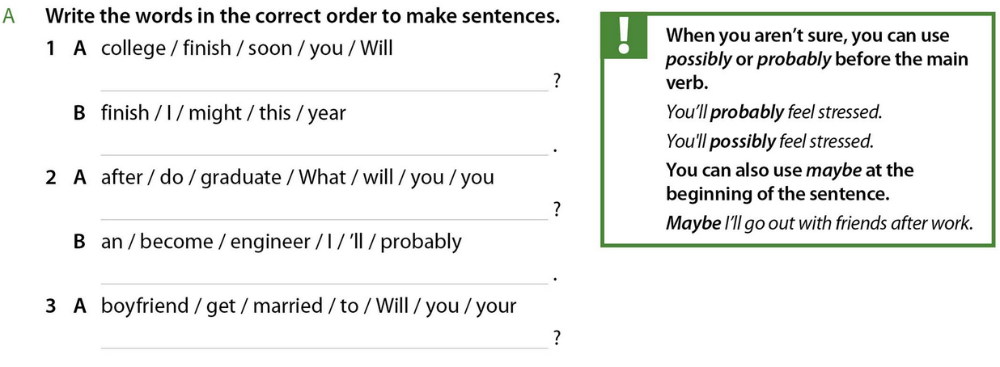 A Write the words in the correct order to make sentences.
1 A college / finish / soon / you / Will
?
B finish / I / might / this / year
.
2 A after / do / graduate / What / will / you / you
?
B an / become / engineer / I / ’ll / probably
.
3 A boyfriend / get / married / to / Will / you / your
?
!
When you aren’t sure, you can use
possibly or probably before the main
verb.
You’ll probably feel stressed.
You'll possibly feel stressed.
You can also use maybe at the
beginning of the sentence.
Maybe I’ll go out with friends after work.